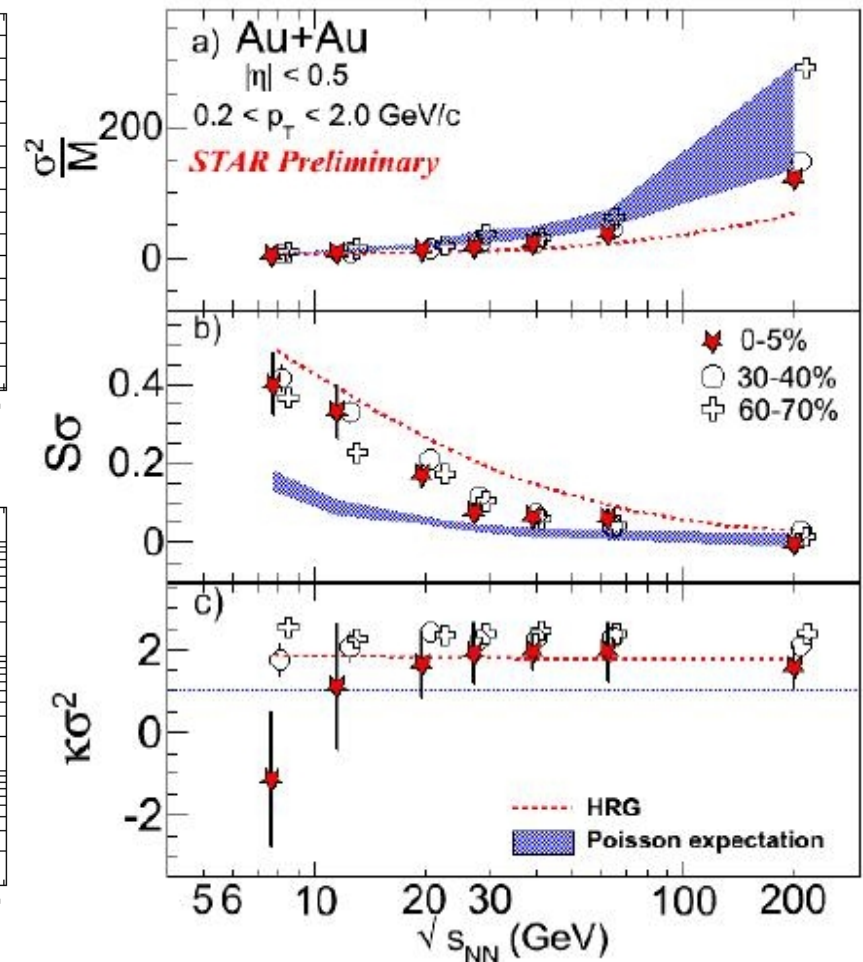 a) Au+Au
|η| < 0.5
0.2 < p_T < 2.0 GeV/c
STAR Preliminary
σ²/M
200
0
b)
0-5%
30-40%
60-70%
Sσ
0.4
0.2
0
c)
κσ²
2
0
-2
HRG
Poisson expectation
5 6 10 20 30 100 200
√s_NN (GeV)